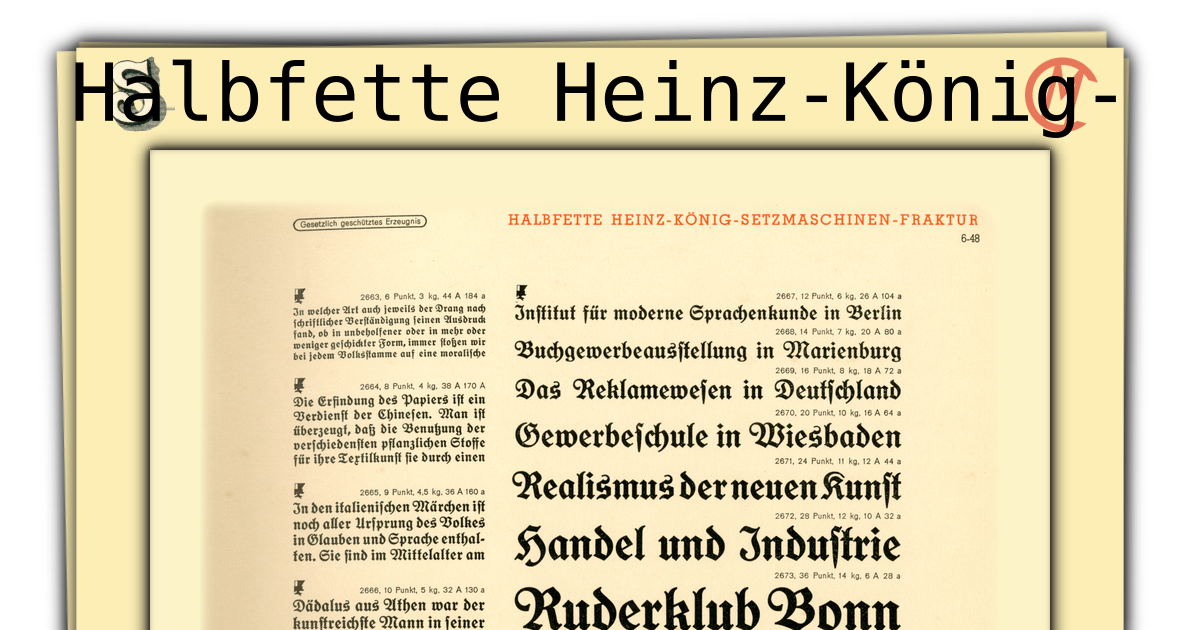 Halbfette Heinz-König-
Gesetzlich geschütztes Erzeugnis
HALBFETTE HEINZ-KÖNIG-SETZMASCHINEN-FRAKTUR
6-48
2663, 6 Punkt, 3 kg, 44 A 184 a
In welcher Art auch jeweils der Drang nach
ſchriftlicher Verſtändigung ſeinen Ausdruck
fand, ob in unbeholfener oder in mehr oder
weniger geſchickter Form, immer ſtoßen wir
bei jedem Volksſtamme auf eine moraliſche
2664, 8 Punkt, 4 kg, 38 A 170 A
Die Erfindung des Papiers iſt ein
Verdienſt der Chineſen. Man iſt
überzeugt, daß die Benutzung der
verſchiedenſten pflanzlichen Stoffe
für ihre Textilkunſt ſie durch einen
2665, 9 Punkt, 4,5 kg, 36 A 160 a
In den italieniſchen Märchen iſt
noch aller Urſprung des Volkes
in Glauben und Sprache enthal-
ten. Sie ſind im Mittelalter am
2666, 10 Punkt, 5 kg, 32 A 130 a
Dädalus aus Athen war der
kunſtreichſte Mann in ſeiner
2667, 12 Punkt, 6 kg, 26 A 104 a
Inſtitut für moderne Sprachenkunde in Berlin
2668, 14 Punkt, 7 kg, 20 A 80 a
Buchgewerbeausſtellung in Marienburg
2669, 16 Punkt, 8 kg, 18 A 72 a
Das Reklameweſen in Deutſchland
2670, 20 Punkt, 10 kg, 16 A 64 a
Gewerbeſchule in Wiesbaden
2671, 24 Punkt, 11 kg, 12 A 44 a
Realismus der neuen Kunſt
2672, 28 Punkt, 12 kg, 10 A 32 a
Handel und Induſtrie
2673, 36 Punkt, 14 kg, 6 A 28 a
Ruderklub Bonn